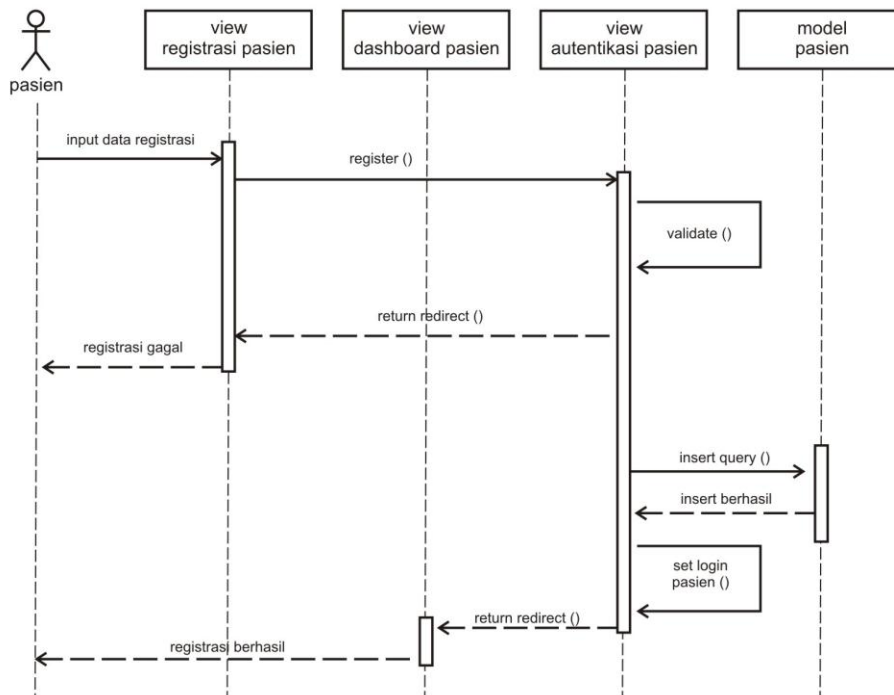 view
registrasi pasien
view
dashboard pasien
view
autentikasi pasien
model
pasien
pasien
input data registrasi
register ()
validate ()
return redirect ()
registrasi gagal
insert query ()
insert berhasil
set login
pasien ()
return redirect ()
registrasi berhasil